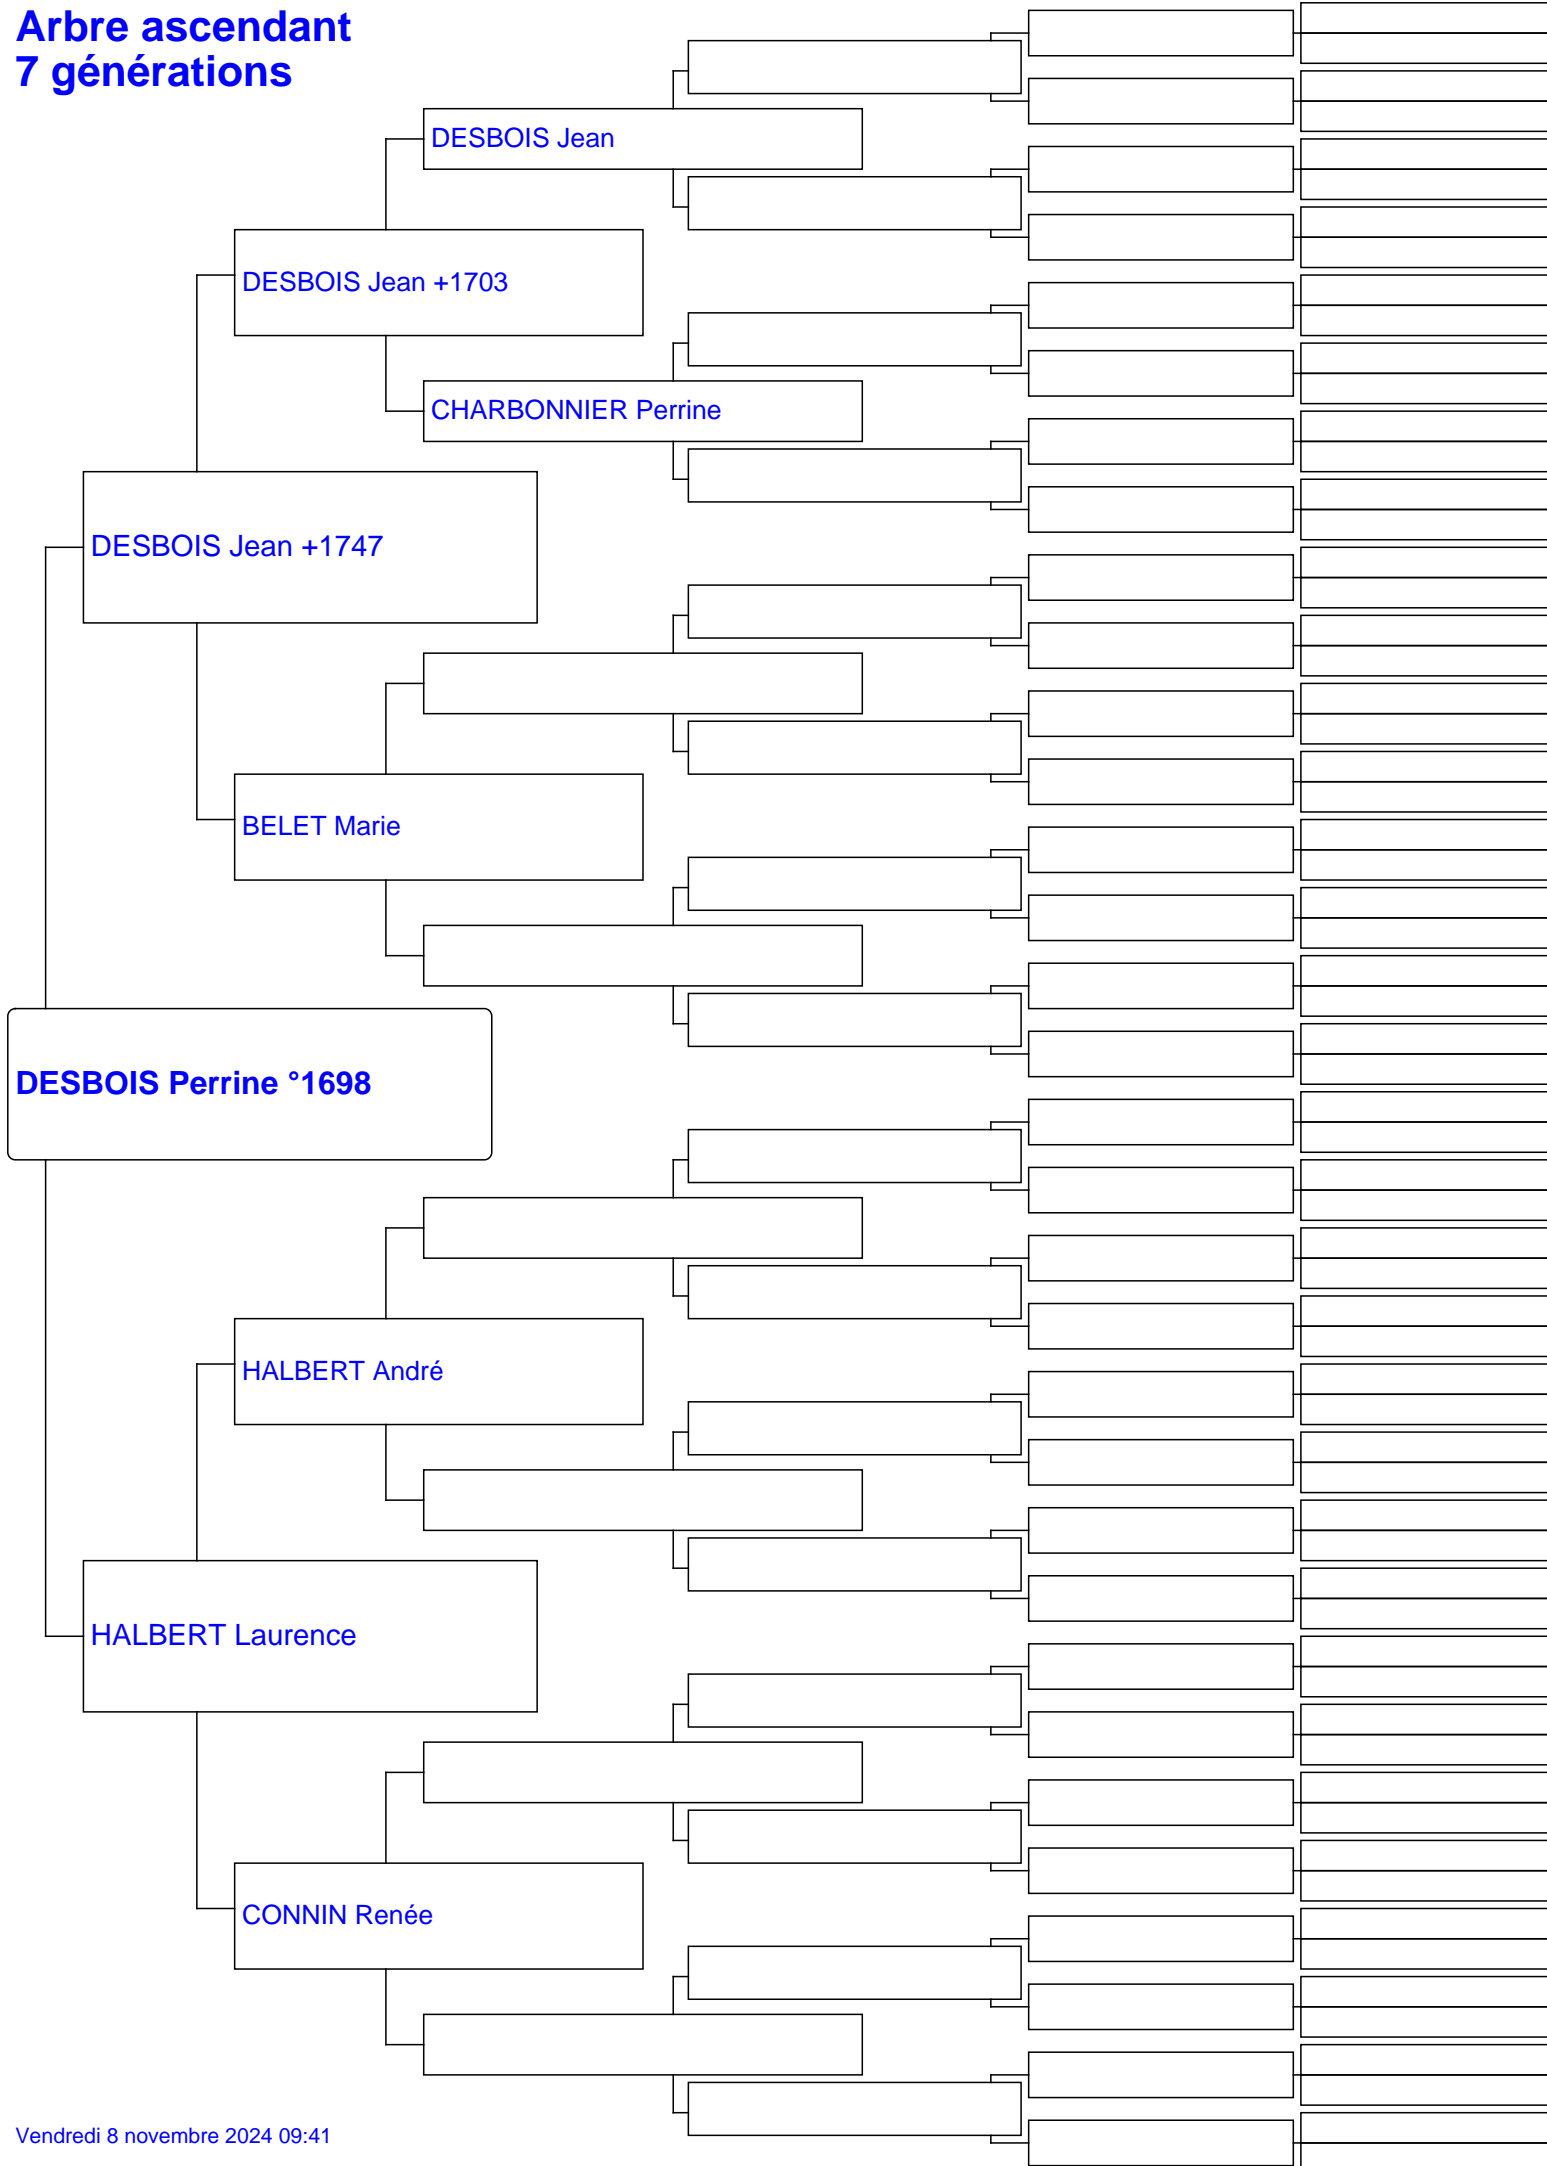 Arbre ascendant
7 générations
DESBOIS Jean
DESBOIS Jean +1703
CHARBONNIER Perrine
DESBOIS Jean +1747
BELET Marie
DESBOIS Perrine °1698
HALBERT André
HALBERT Laurence
CONNIN Renée
Vendredi 8 novembre 2024 09:41